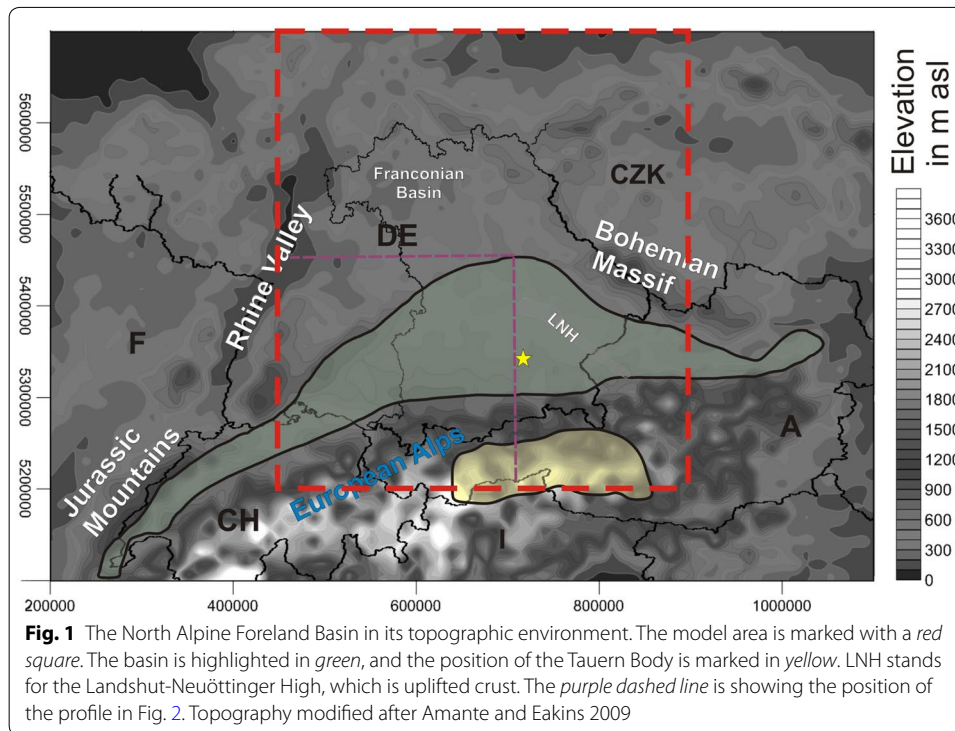 Elevation
in m asl
3600
3300
3000
2700
2400
2100
1800
1500
1200
900
600
300
0
5600000
5500000
5400000
5300000
5200000
200000
400000
600000
800000
1000000
Franconian
Basin
CZK
DE
Rhine Valley
Bohemian
Massif
LNH
F
Jurassic
Mountains
European Alps
A
CH
I
Fig. 1 The North Alpine Foreland Basin in its topographic environment. The model area is marked with a red
square. The basin is highlighted in green, and the position of the Tauern Body is marked in yellow. LNH stands
for the Landshut-Neuöttinger High, which is uplifted crust. The purple dashed line is showing the position of
the profile in Fig. 2. Topography modified after Amante and Eakins 2009